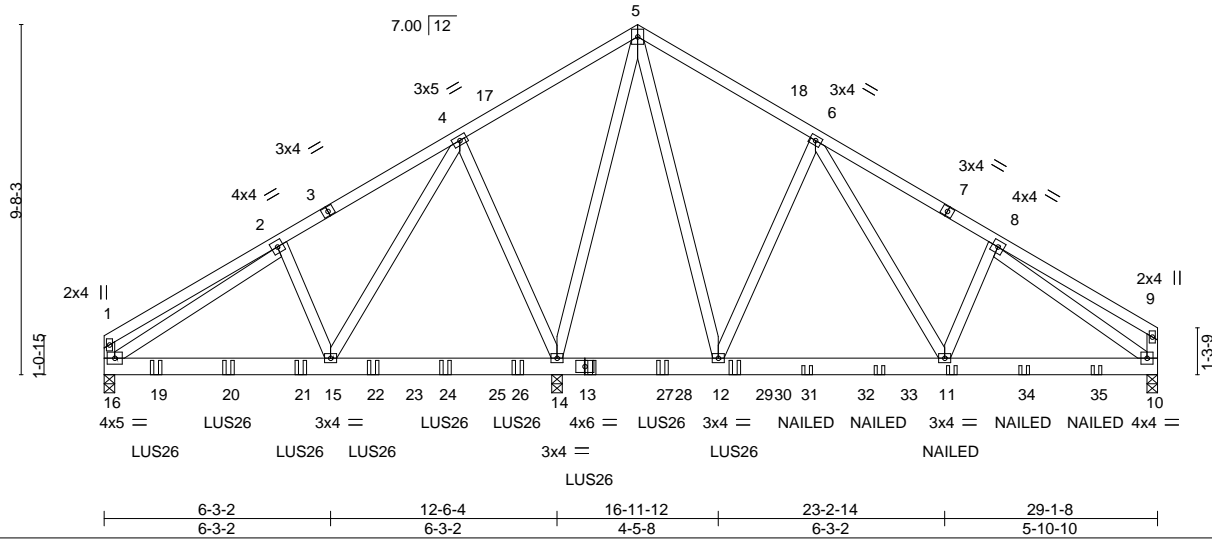 5
7.00 12
3x5
17
18
3x4
4
6
3x4
3x4
9-8-3
4x4
3
7
4x4
2
8
2x4
2x4
1
9
1-0-15
1-3-9
16 19 20 21 15 22 23 24 25 26 14 13 27 28 12 29 30 31 32 33 11 34 35 10
4x5 LUS26 3x4 LUS26 LUS26 4x6 LUS26 3x4 NAILED NAILED 3x4 NAILED NAILED 4x4
LUS26 LUS26 LUS26 3x4 LUS26 NAILED
LUS26
6-3-2 12-6-4 16-11-12 23-2-14 29-1-8
6-3-2 6-3-2 4-5-8 6-3-2 5-10-10